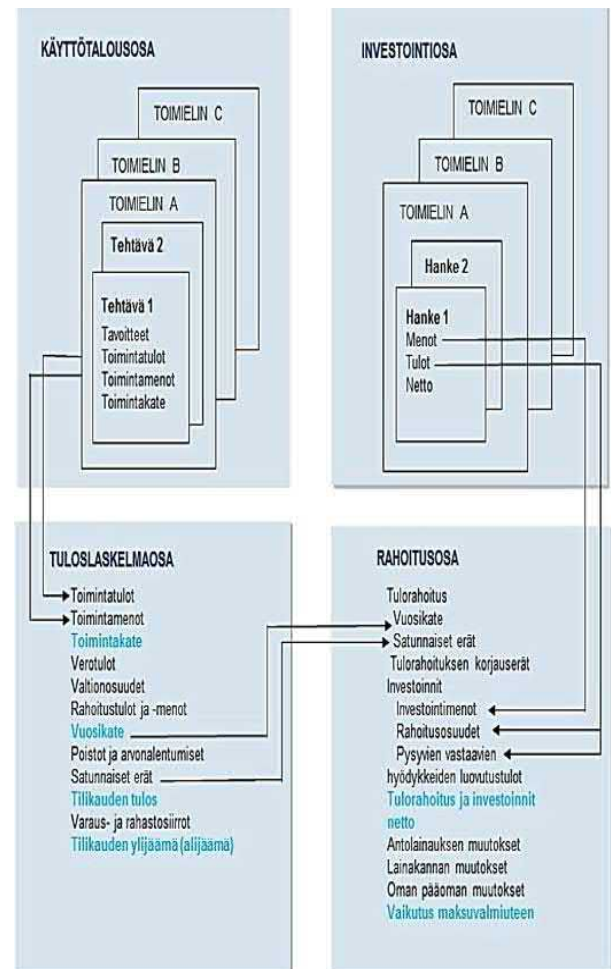 KÄYTTÖTALOUSOSA
TOIMIELIN C
TOIMIELIN B
TOIMIELIN A
Tehtävä 2
Tehtävä 1
Tavoitteet
Toimintatulot
Toimintamenot
Toimintakate
INVESTOINTIOSA
TOIMIELIN C
TOIMIELIN B
TOIMIELIN A
Hanke 2
Hanke 1
Menot
Tulot
Netto
TULOSLASKELMAOSA
Toimintatulot
Toimintamenot
Toimintakate
Verotulot
Valtionosuudet
Rahoitustulot ja -menot
Vuosikate
Poistot ja arvonalentumiset
Satunnaiset erät
Tilikauden tulos
Varaus- ja rahastosiirrot
Tilikauden ylijäämä (alijäämä)
RAHOITUSOSA
Tulorahoitus
Vuosikate
Satunnaiset erät
Tulorahoituksen korjauserät
Investoinnit
Investointimenot
Rahoitusosuudet
Pysyvien vastaavien
hyödykkeiden luovutustulot
Tulorahoitus ja investoinnit
netto
Antolainauksen muutokset
Lainakannan muutokset
Oman pääoman muutokset
Vaikutus maksuvalmiuteen